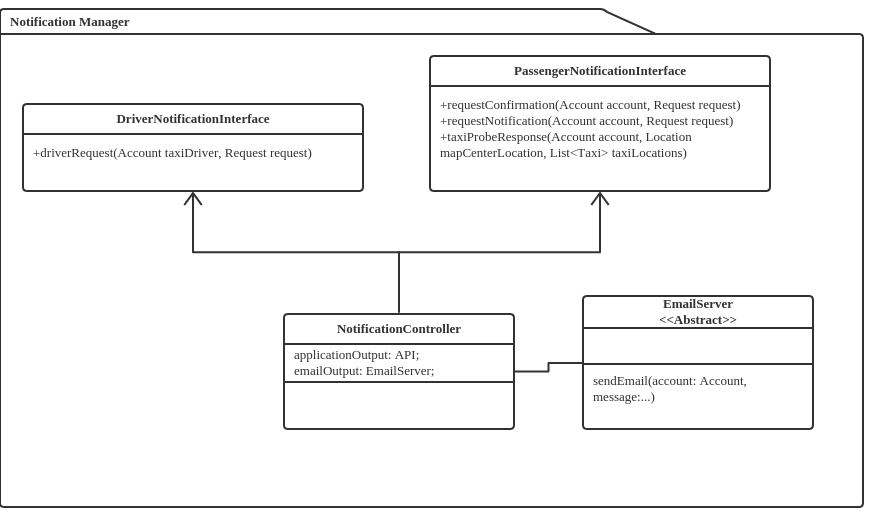 Notification Manager
PassengerNotificationInterface
+requestConfirmation(Account account, Request request)
+requestNotification(Account account, Request request)
+taxiProbeResponse(Account account, Location
mapCenterLocation, List<Taxi> taxiLocations)
DriverNotificationInterface
+driverRequest(Account taxiDriver, Request request)
NotificationController
applicationOutput: API;
emailOutput: EmailServer;
EmailServer
<<Abstract>>
sendEmail(account: Account,
message:...)